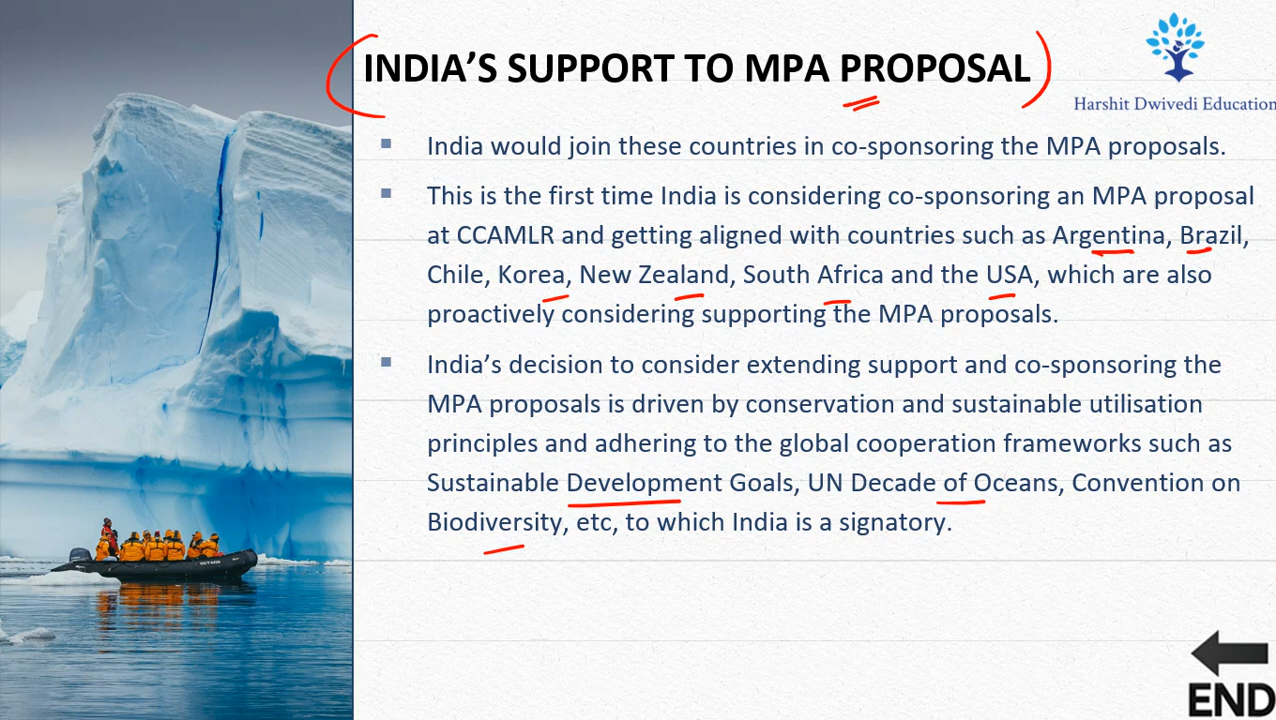 INDIA'S SUPPORT TO MPA PROPOSAL
Harshit Dwivedi Education
▪ India would join these countries in co-sponsoring the MPA proposals.
▪ This is the first time India is considering co-sponsoring an MPA proposal
at CCAMLR and getting aligned with countries such as Argentina, Brazil,
Chile, Korea, New Zealand, South Africa and the USA, which are also
proactively considering supporting the MPA proposals.
▪ India's decision to consider extending support and co-sponsoring the
MPA proposals is driven by conservation and sustainable utilisation
principles and adhering to the global cooperation frameworks such as
Sustainable Development Goals, UN Decade of Oceans, Convention on
Biodiversity, etc, to which India is a signatory.
END